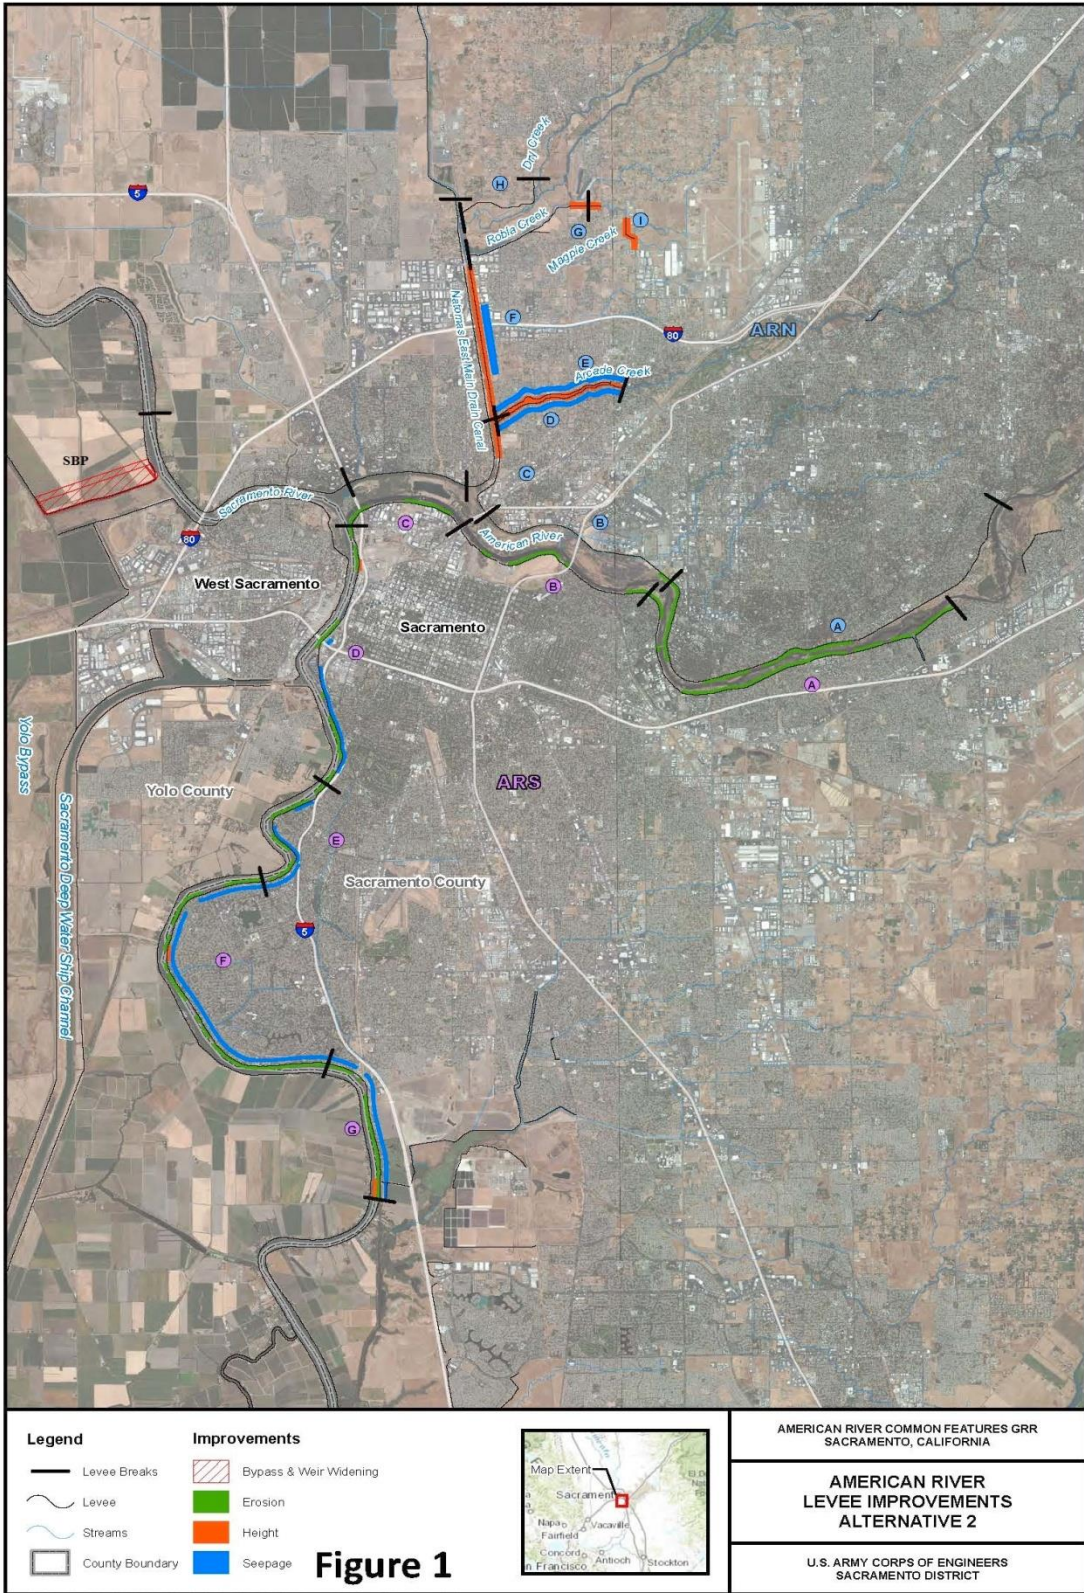 Dry Creek
H
5
Robla Creek
G
I
Magpie Creek
Natomas East Main Drain Canal
F
80
ARN
E
Arcade Creek
D
SBP
C
Sacramento River
C
American River
B
80
West Sacramento
B
Sacramento
A
D
A
Yolo Bypass
Sacramento Deep Water Ship Channel
Yolo County
ARS
E
Sacramento County
5
F
G
Legend
Levee Breaks
Levee
Streams
County Boundary
Improvements
Bypass & Weir Widening
Erosion
Height
Seepage
Figure 1
Map Extent
Sacrament
Napa
Vacaville
Fairfield
Concord
Antioch
Stockton
n Francisco
AMERICAN RIVER COMMON FEATURES GRR
SACRAMENTO, CALIFORNIA
AMERICAN RIVER
LEVEE IMPROVEMENTS
ALTERNATIVE 2
U.S. ARMY CORPS OF ENGINEERS
SACRAMENTO DISTRICT